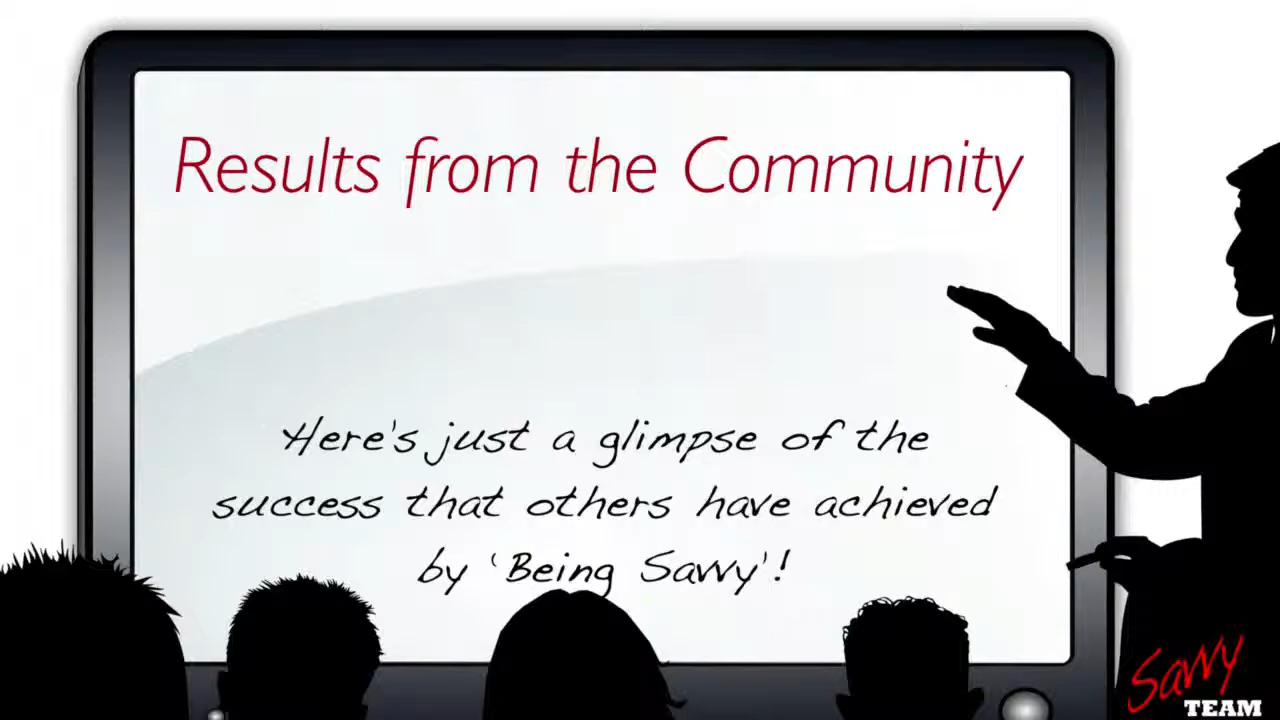 Results from the Community
Here's just a glimpse of the
success that others have achieved
by 'Being Savvy'!
Savvy
TEAM